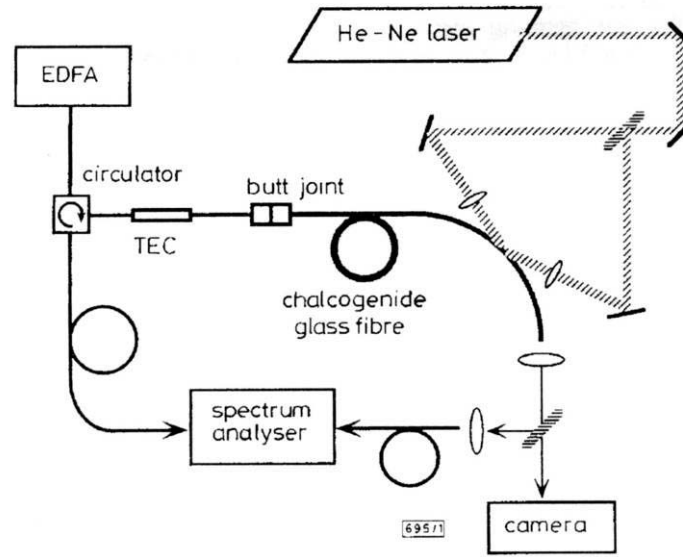 He-Ne laser
EDFA
circulator
butt joint
TEC
chalcogenide
glass fibre
spectrum
analyser
695/1
camera